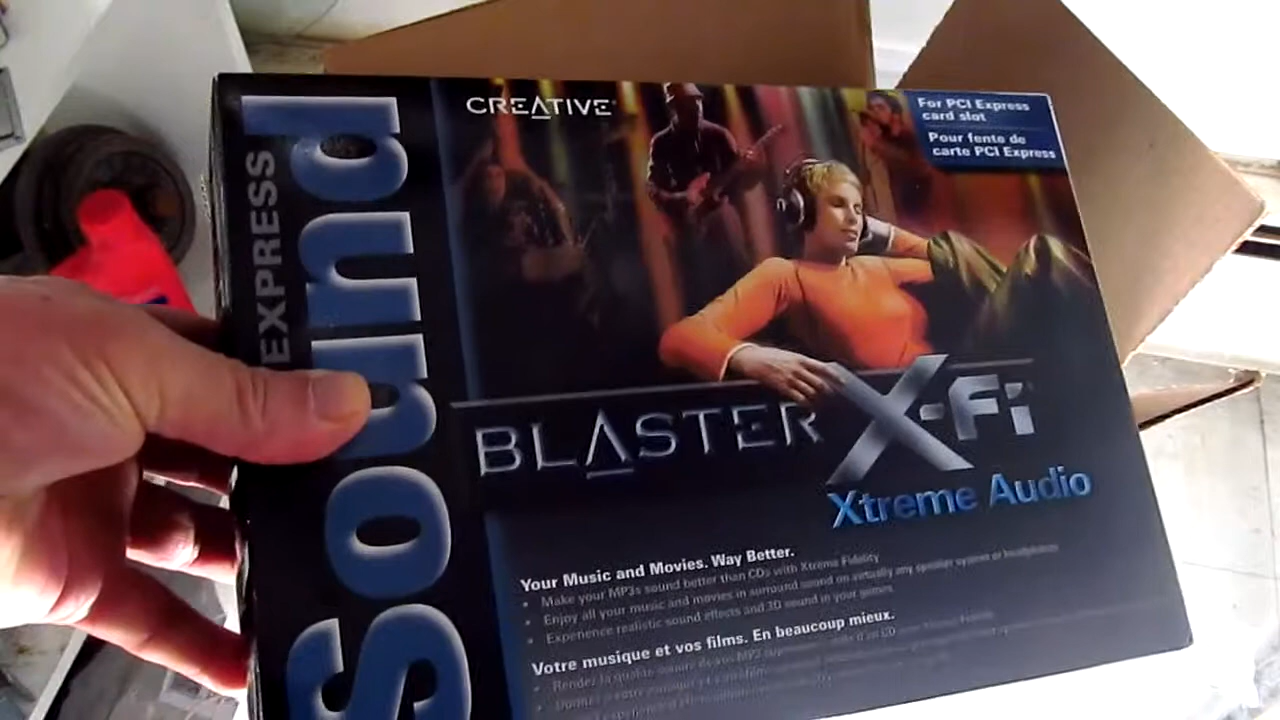 Sound
EXPRESS
CREATIVE
For PCI Express
card slot
Pour fente de
carte PCI Express
BLASTER X-Fi
Xtreme Audio
Your Music and Movies. Way Better.
• Make your MP3s sound better than CDs with Xtreme Fidelity
• Enjoy all your music and movies in surround sound on virtually any speaker system or headphones
• Experience realistic sound effects and 3D sound in your games
Votre musique et vos films. En beaucoup mieux.